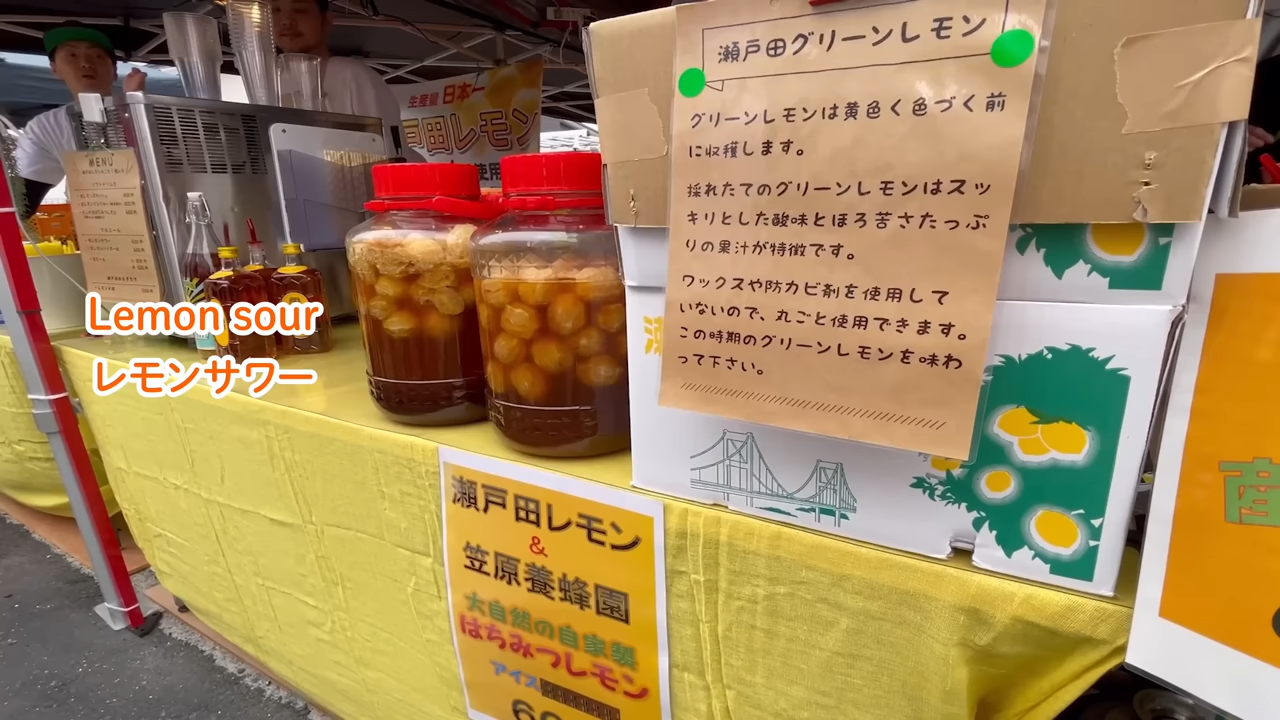 瀬戸田グリーンレモン
グリーンレモンは黄色く色づく前
に収穫します。
採れたてのグリーンレモンはスッ
キリとした酸味とほろ苦さたっぷ
りの果汁が特徴です。
ワックスや防カビ剤を使用して
いないので、丸ごと使用できます。
この時期のグリーンレモンを味わ
って下さい。
生産量 日本一
戸田レモン
使用
MENU
Lemon sour
レモンサワー
瀬戸田レモン
&
笠原養蜂園
大自然の自家製
はちみつレモン
アイス
産